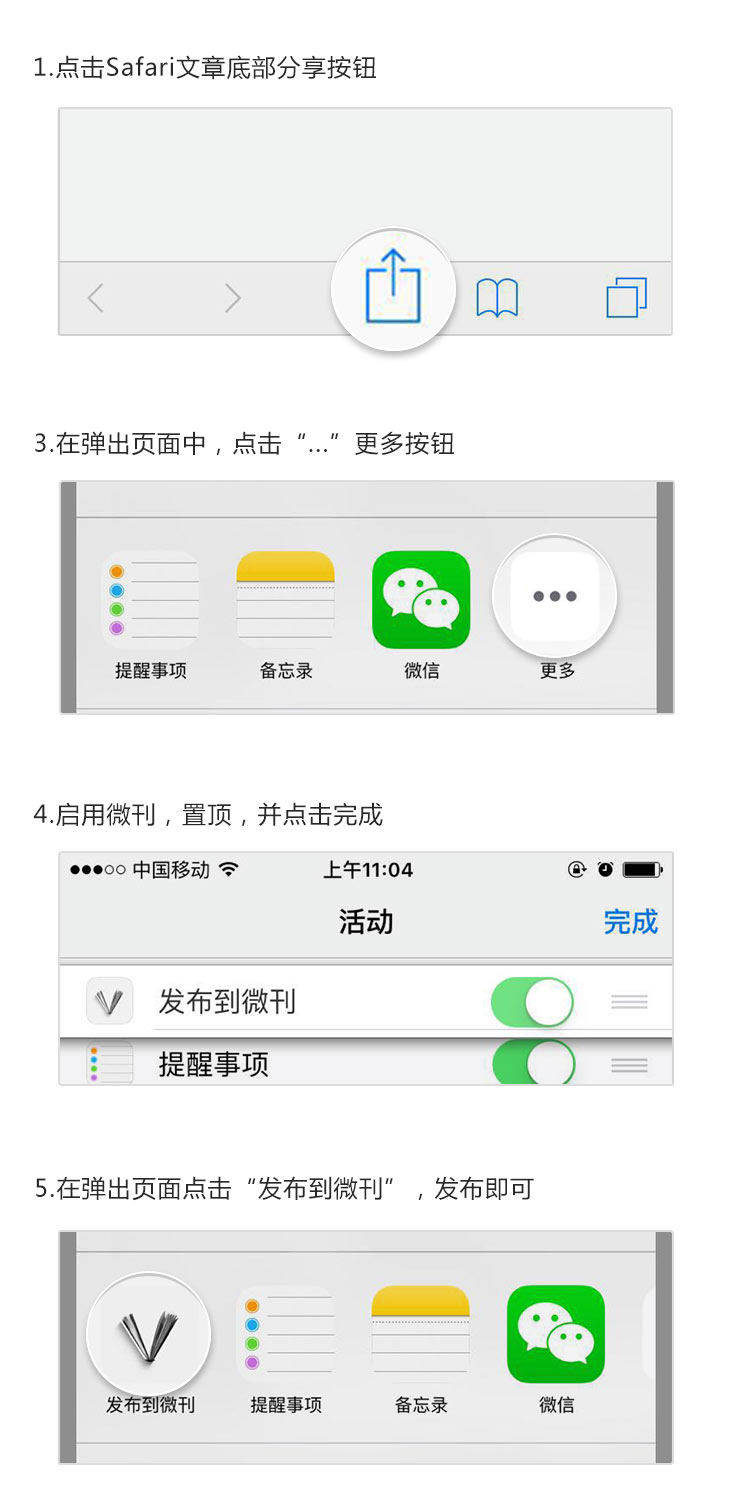 1.点击Safari文章底部分享按钮
3.在弹出页面中，点击“...”更多按钮
提醒事项 备忘录 微信 更多
4.启用微刊，置顶，并点击完成
中国移动 上午11:04
活动 完成
发布到微刊
提醒事项
5.在弹出页面点击“发布到微刊”，发布即可
发布到微刊 提醒事项 备忘录 微信